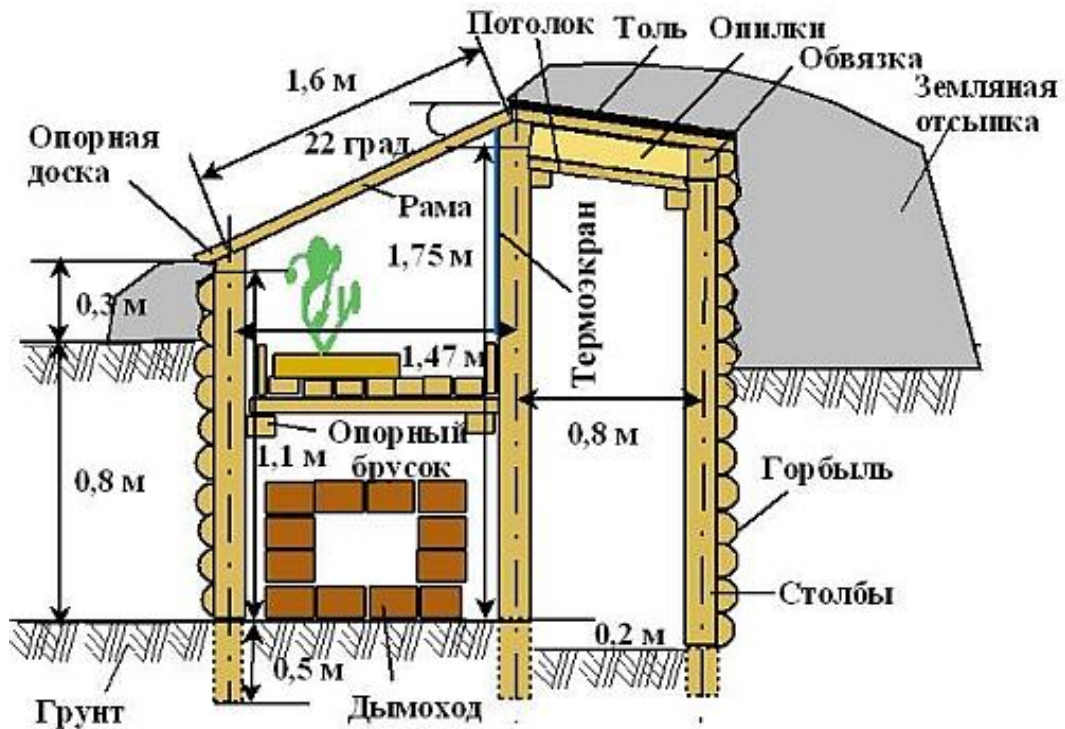 Потолок
Толь
Опилки
Обвязка
Земляная
отсыпка
1,6 м
22 град.
Опорная
доска
Рама
1,75 м
Термоэкран
0,3 м
1,47 м
0,8 м
Опорный
брусок
1,1 м
0,8 м
Горбыль
Столбы
0.2 м
0,5 м
Грунт
Дымоход